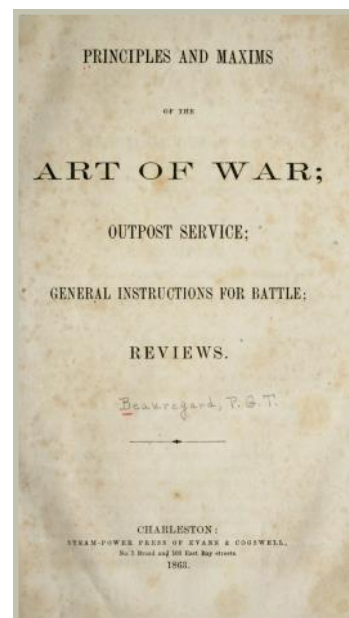 PRINCIPLES AND MAXIMS
OF THE
ART OF WAR;
OUTPOST SERVICE;
GENERAL INSTRUCTIONS FOR BATTLE;
REVIEWS.
Beauregard, P. G. T.
CHARLESTON:
STEAM-POWER PRESS OF EVANS & COGSWELL,
No. 3 Broad and 103 East Bay streets
1863.